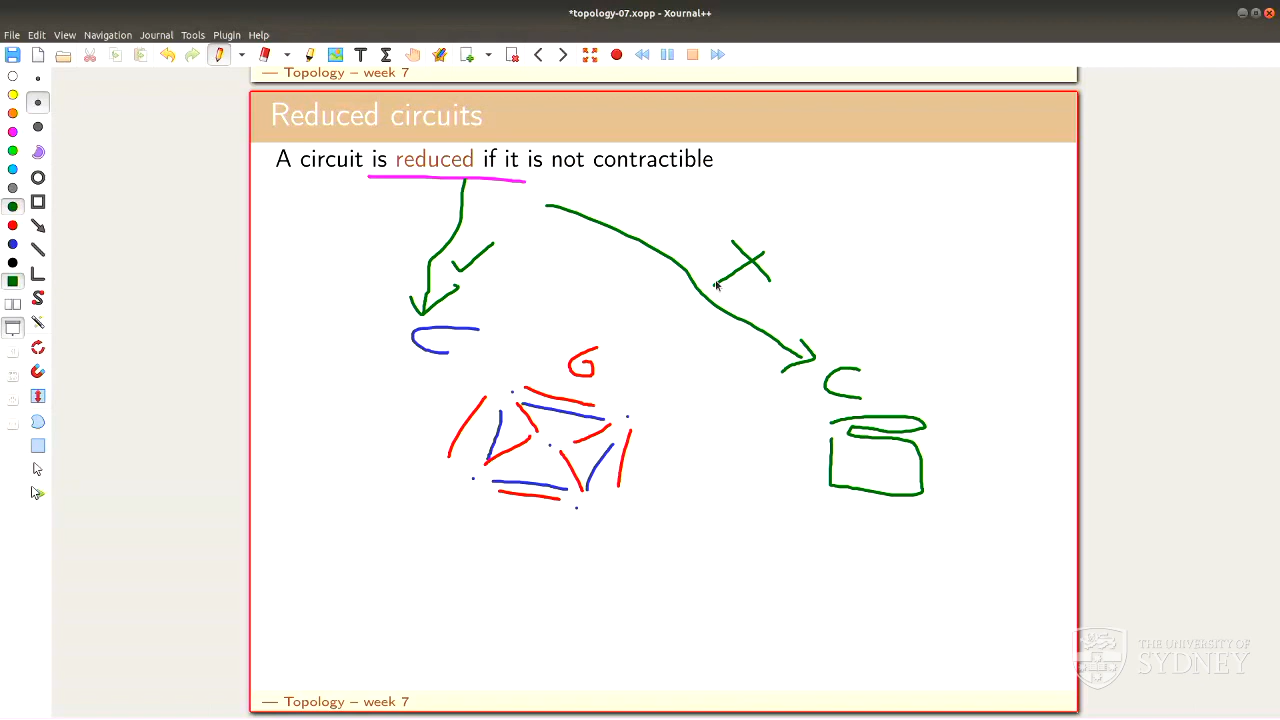 *topology-07.xopp - Xournal++
File Edit View Navigation Journal Tools Plugin Help
— Topology – week 7
Reduced circuits
A circuit is reduced if it is not contractible
C
G
C
THE UNIVERSITY OF
SYDNEY
— Topology – week 7